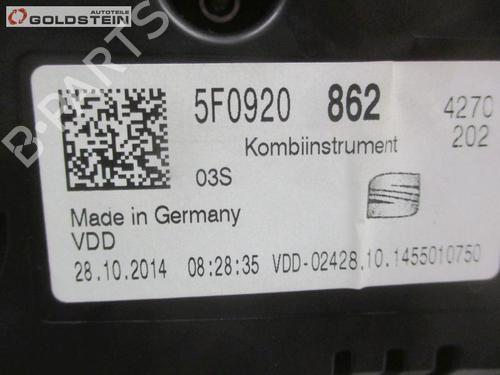 AUTOTEILE
GOLDSTEIN
B-PARTS
5F0920 862 4270
Kombiinstrument 202
03S
Made in Germany
VDD
28.10.2014 08:28:35 VDD-02428.10.1455010750